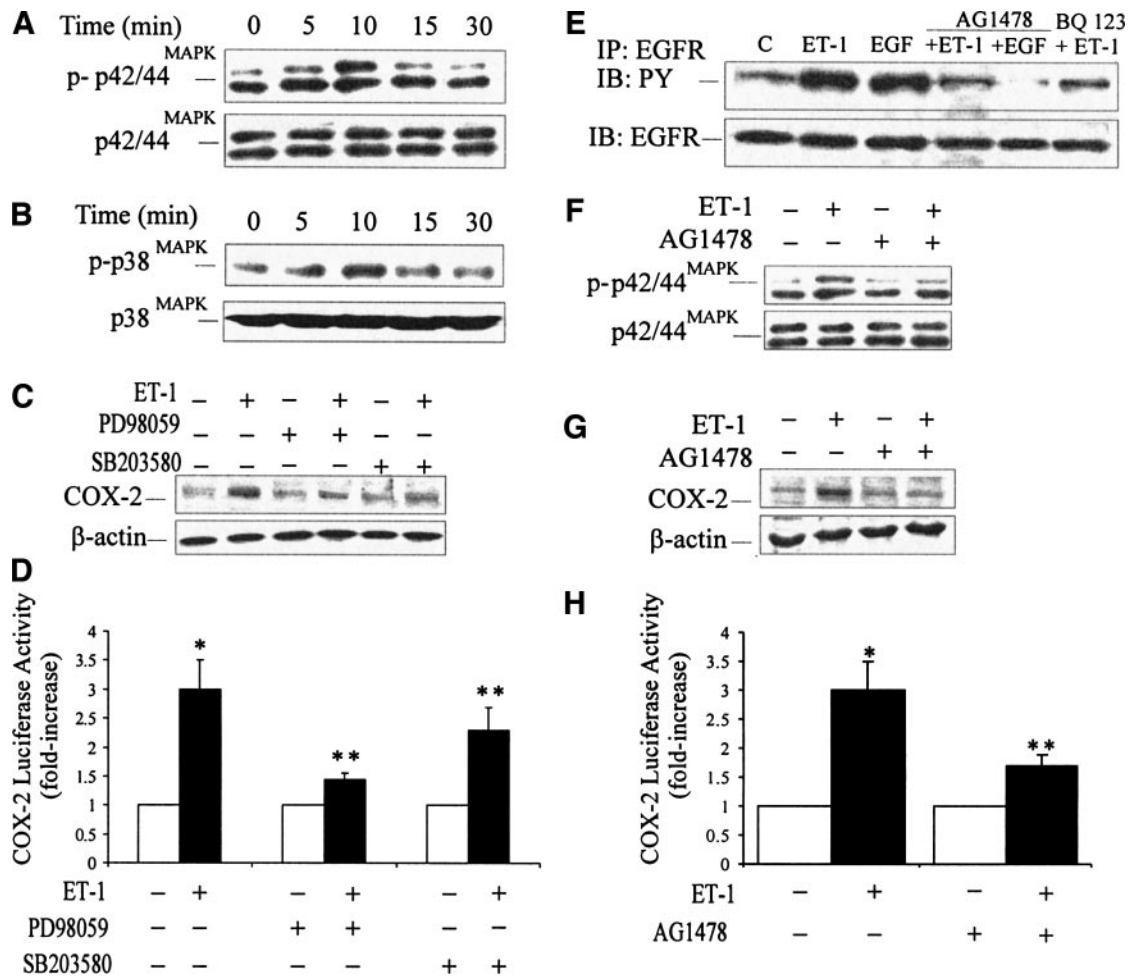 A
Time (min) 0 5 10 15 30
p- p42/44 MAPK
p42/44 MAPK
B
Time (min) 0 5 10 15 30
p-p38 MAPK
p38 MAPK
C
ET-1 – + – + – +
PD98059 – – + + – –
SB203580 – – – – + +
COX-2
β-actin
D
COX-2 Luciferase Activity
(fold-increase)
4
3.5
3
2.5
2
1.5
1
0.5
0
* ** **
ET-1 – + – + – +
PD98059 – – + + – –
SB203580 – – – – + +
E
AG1478 BQ 123
IP: EGFR C ET-1 EGF +ET-1 +EGF + ET-1
IB: PY
IB: EGFR
F
ET-1 – + – +
AG1478 – – + +
p-p42/44 MAPK
p42/44 MAPK
G
ET-1 – + – +
AG1478 – – + +
COX-2
β-actin
H
COX-2 Luciferase Activity
(fold-increase)
4
3.5
3
2.5
2
1.5
1
0.5
0
* **
ET-1 – + – +
AG1478 – – + +